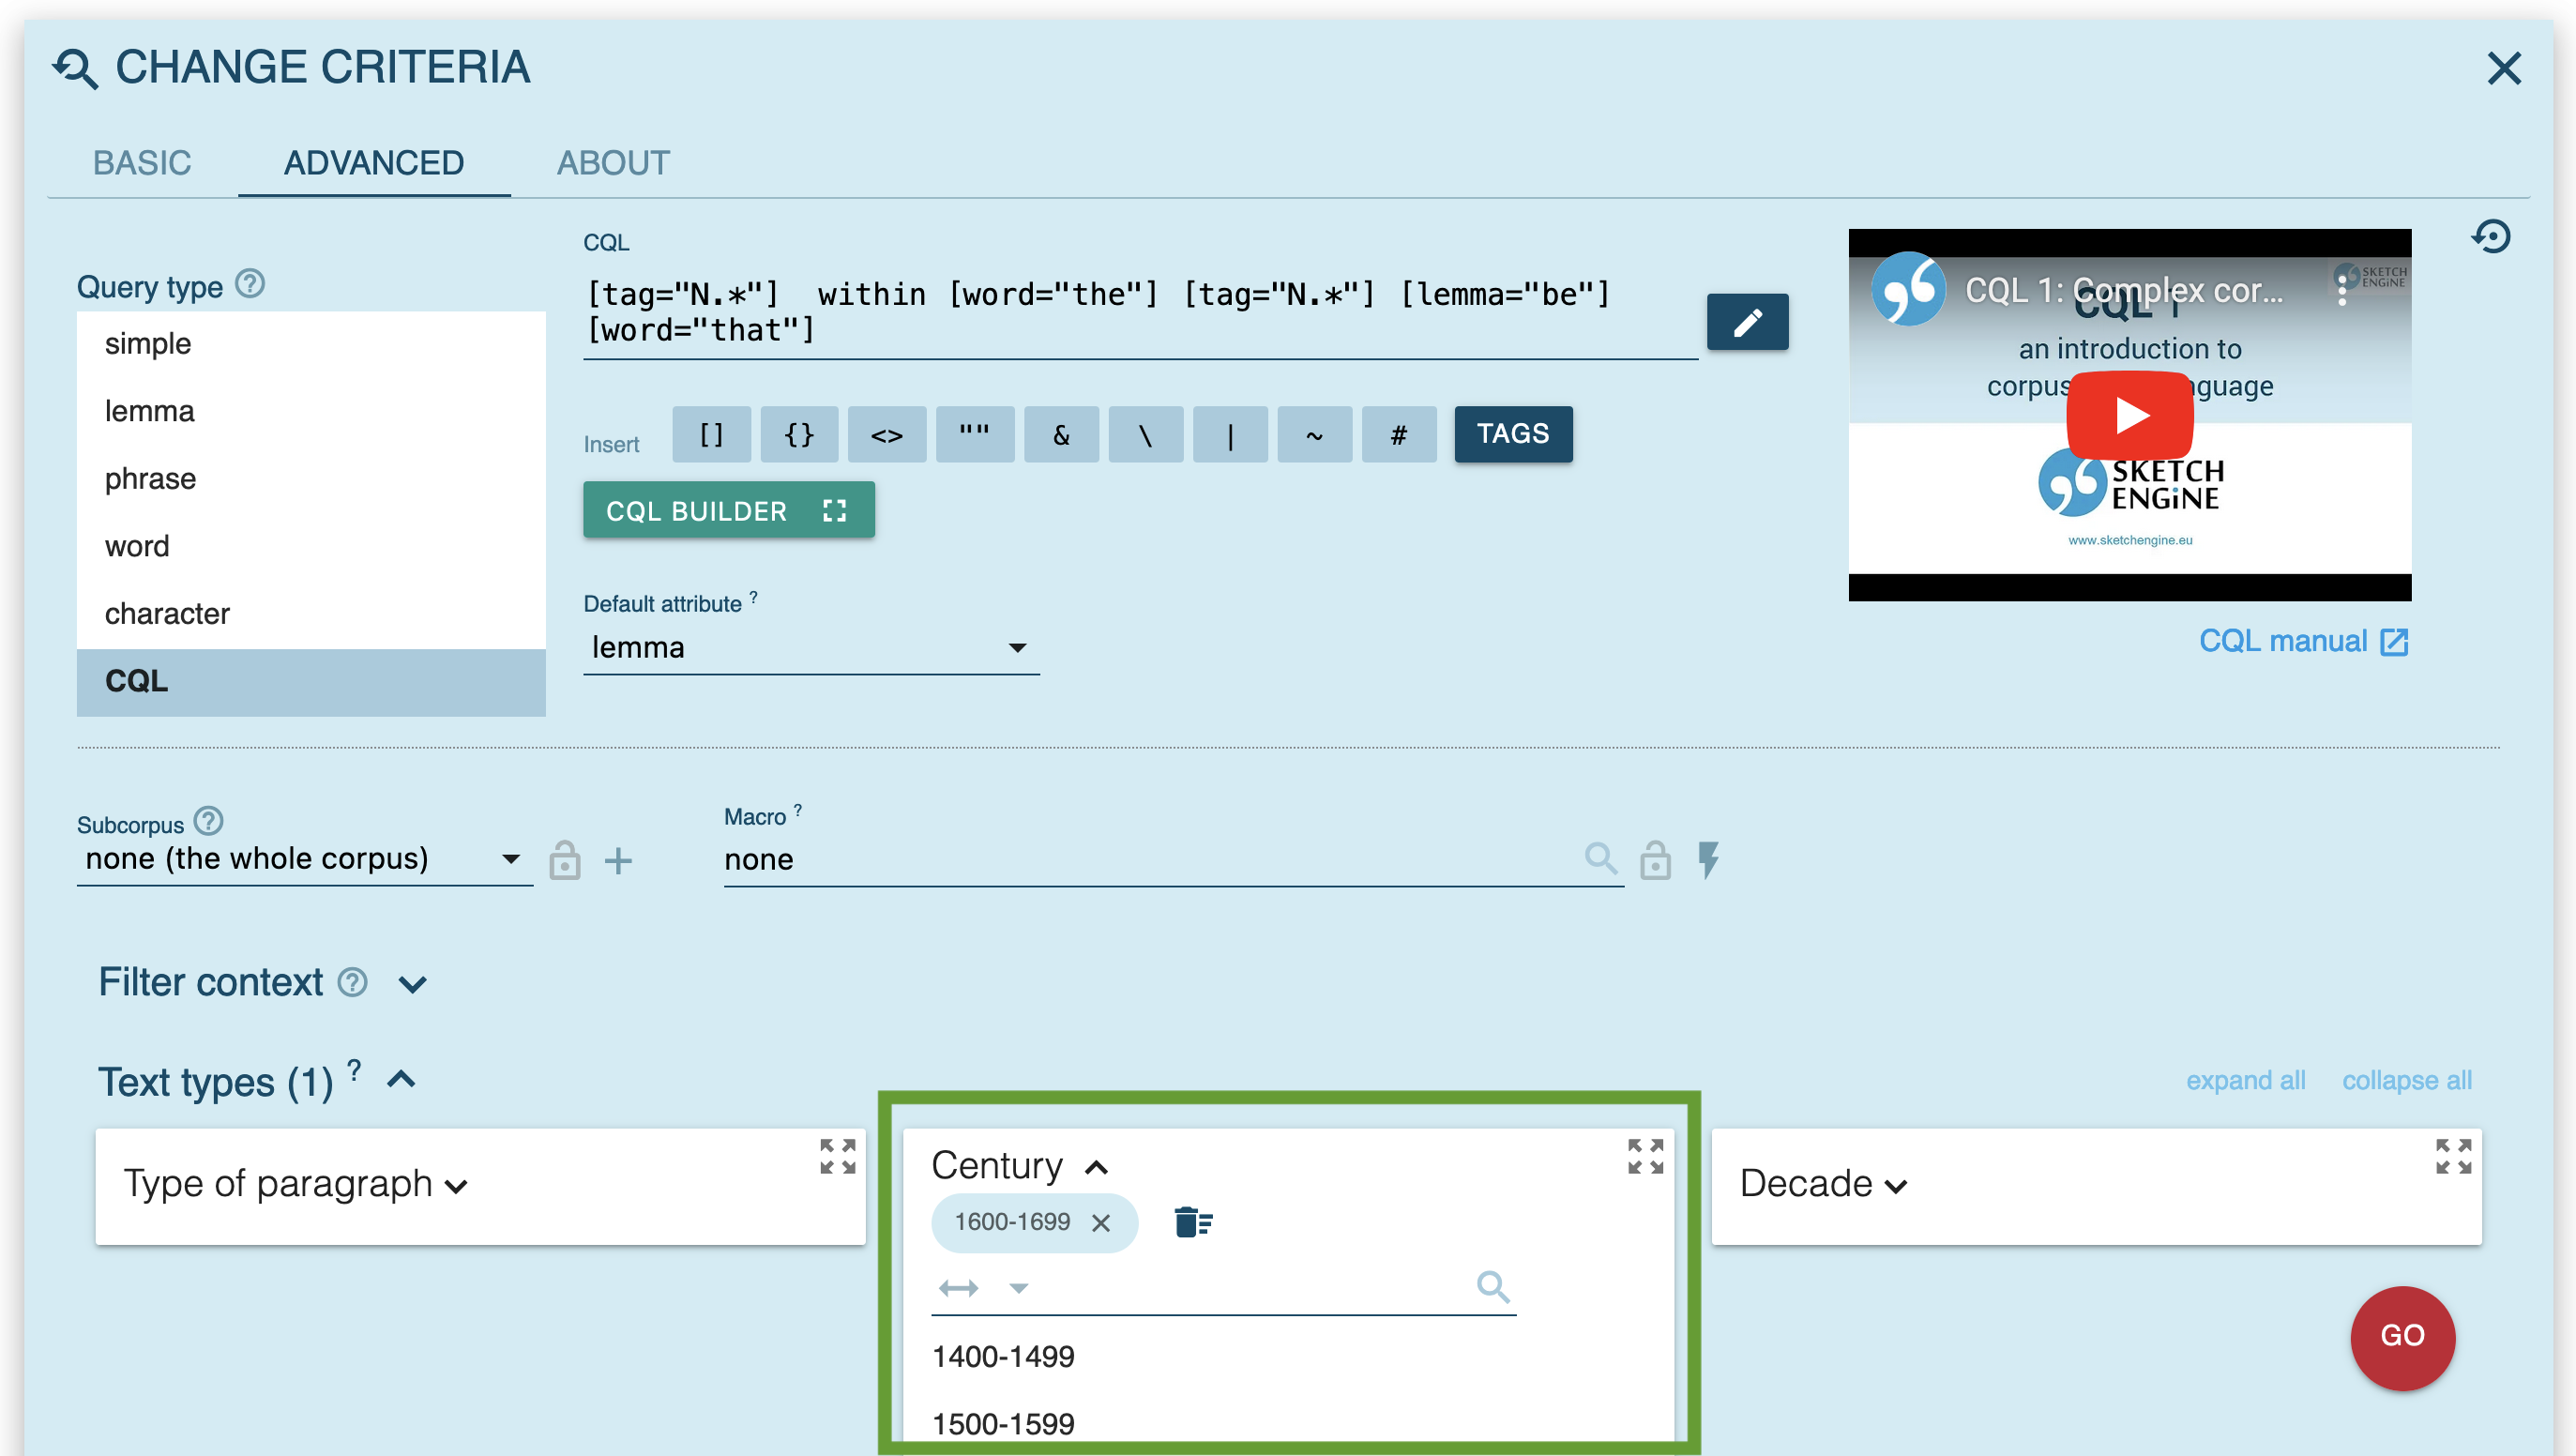 CHANGE CRITERIA
BASIC
ADVANCED
ABOUT
Query type ?
simple
lemma
phrase
word
character
CQL
CQL
[tag="N.*"]  within [word="the"] [tag="N.*"] [lemma="be"]
[word="that"]
Insert
[] {} <> "" & \ | ~ #
TAGS
CQL BUILDER
Default attribute ?
lemma
CQL 1: Complex cor...
SKETCH
ENGiNE
CQL 1
an introduction to
SKETCH
ENGiNE
www.sketchengine.eu
CQL manual
Subcorpus ?
none (the whole corpus)
Macro ?
none
Filter context ?
Text types (1) ?
expand all
collapse all
Type of paragraph
Century
1600-1699
1400-1499
1500-1599
Decade
GO